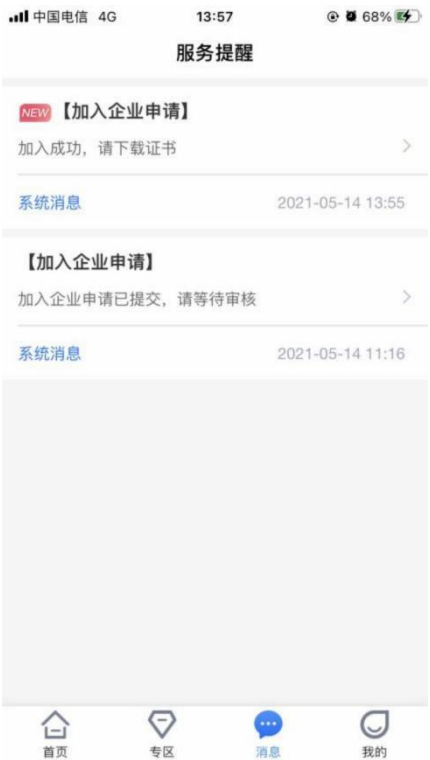 中国电信 4G 13:57 68%
服务提醒
NEW 【加入企业申请】
加入成功，请下载证书
系统消息 2021-05-14 13:55
【加入企业申请】
加入企业申请已提交，请等待审核
系统消息 2021-05-14 11:16
首页 专区 消息 我的